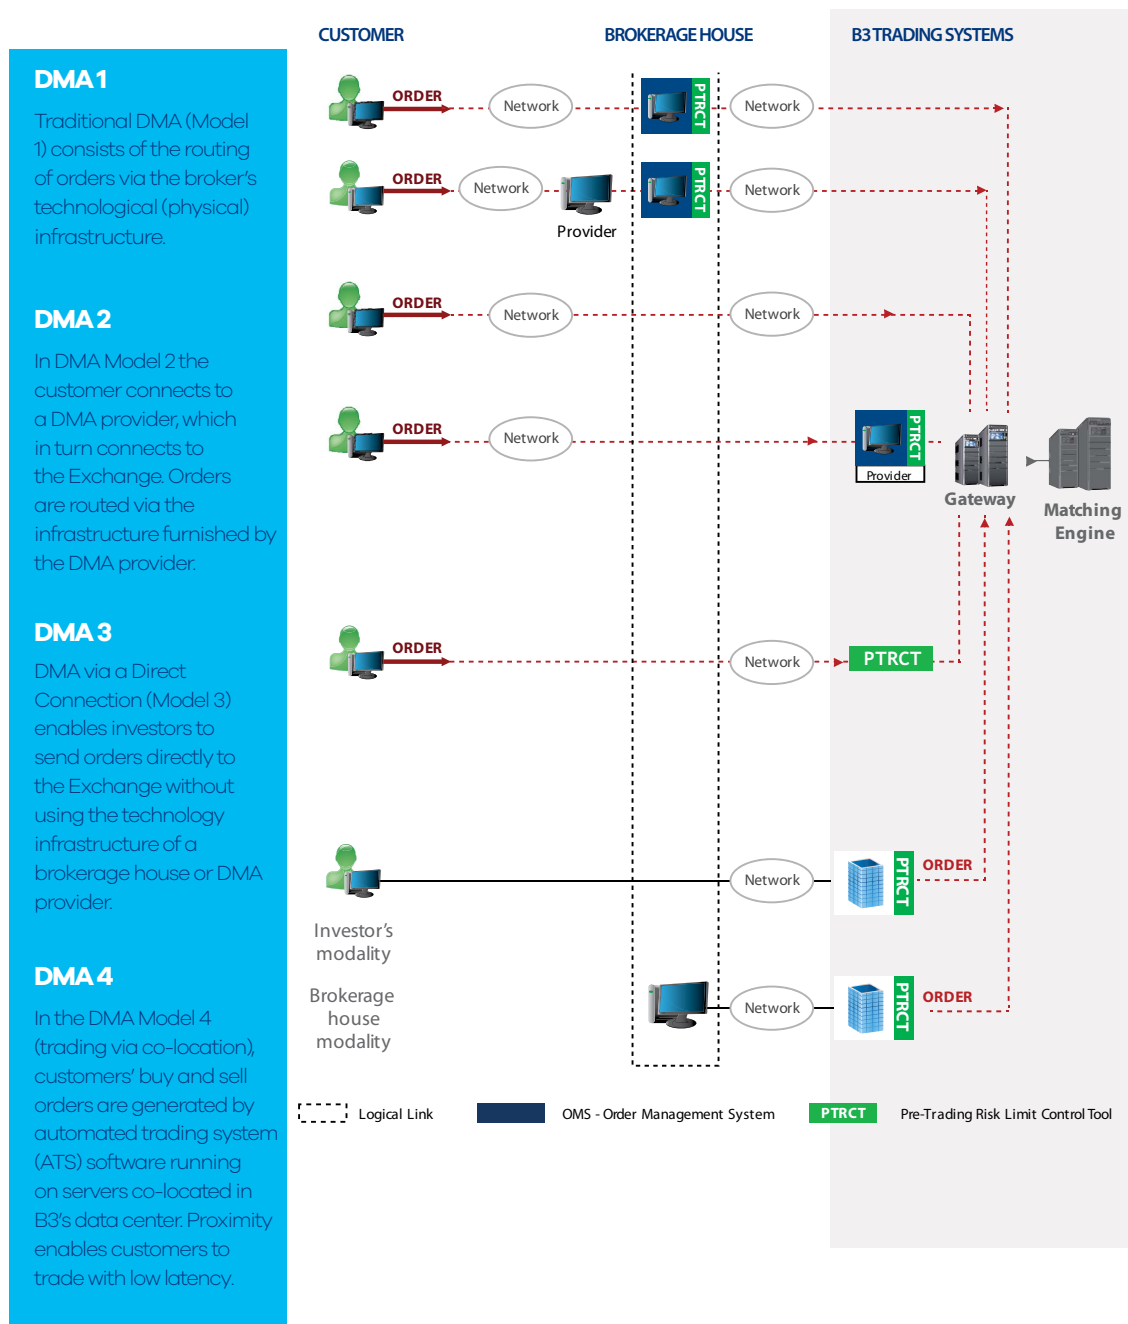 CUSTOMER
BROKERAGE HOUSE
B3 TRADING SYSTEMS
DMA 1
Traditional DMA (Model
1) consists of the routing
of orders via the broker's
technological (physical)
infrastructure.
DMA 2
In DMA Model 2 the
customer connects to
a DMA provider, which
in turn connects to
the Exchange. Orders
are routed via the
infrastructure furnished by
the DMA provider.
DMA 3
DMA via a Direct
Connection (Model 3)
enables investors to
send orders directly to
the Exchange without
using the technology
infrastructure of a
brokerage house or DMA
provider.
DMA 4
In the DMA Model 4
(trading via co-location),
customers' buy and sell
orders are generated by
automated trading system
(ATS) software running
on servers co-located in
B3's data center. Proximity
enables customers to
trade with low latency.
ORDER
Network
PTRCT
Network
ORDER
Network
Provider
PTRCT
Network
ORDER
Network
Network
ORDER
Network
PTRCT
Provider
Gateway
Matching
Engine
ORDER
Network
PTRCT
Network
PTRCT
ORDER
Investor's
modality
Brokerage
house
modality
Network
PTRCT
ORDER
Logical Link
OMS - Order Management System
PTRCT
Pre-Trading Risk Limit Control Tool